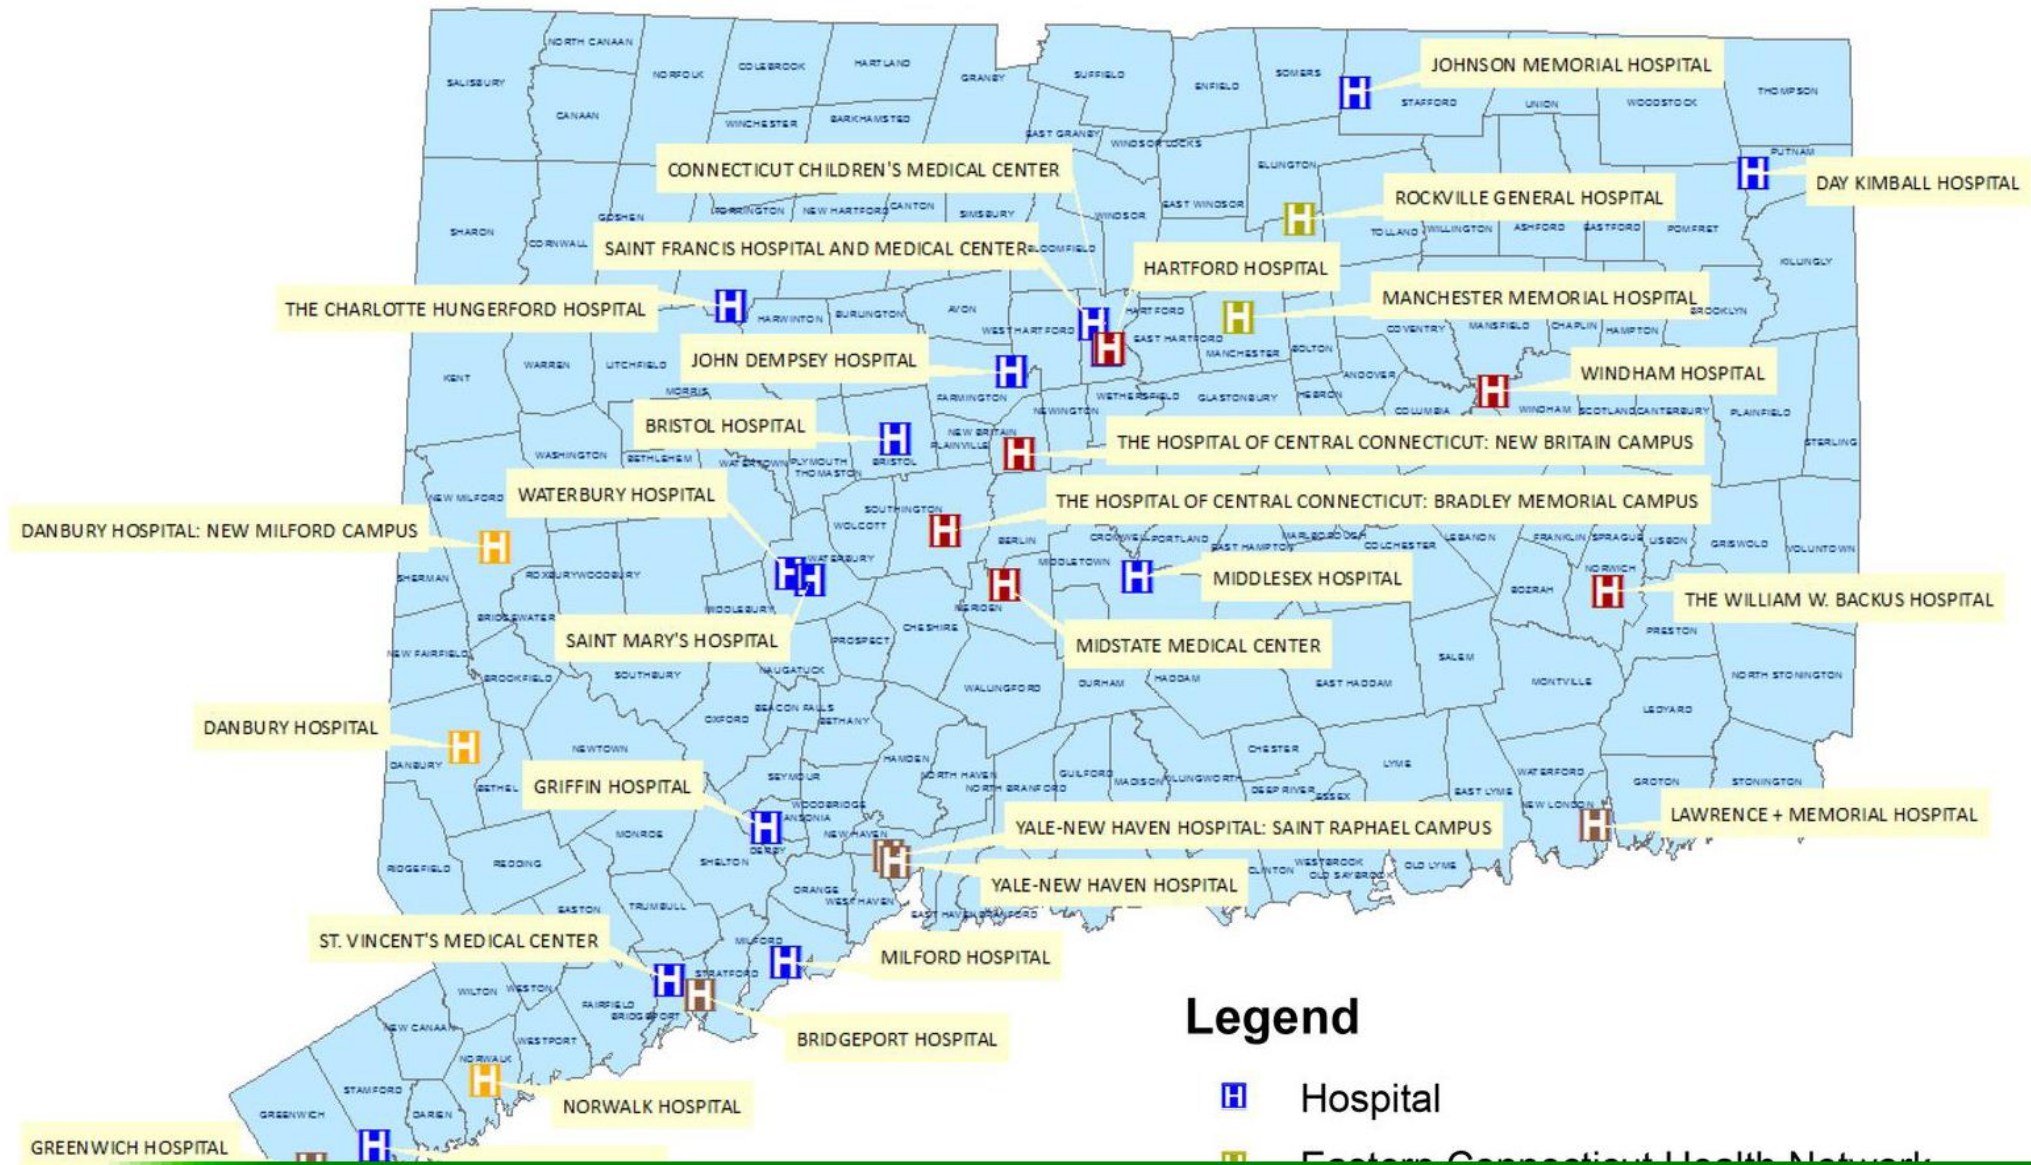 NORTH CANAAN
SALISBURY
NORFOLK
COLEBROOK
HARTLAND
GRANBY
SUFFIELD
ENFIELD
SOMERS
JOHNSON MEMORIAL HOSPITAL
STAFFORD
UNION
WOODSTOCK
THOMPSON
CANAAN
WINCHESTER
BARKHAMSTED
EAST GRANBY
WINDSOR LOCKS
PUTNAM
CONNECTICUT CHILDREN'S MEDICAL CENTER
ELLINGTON
DAY KIMBALL HOSPITAL
ROCKVILLE GENERAL HOSPITAL
GOSHEN
TORRINGTON
NEW HARTFORD
CANTON
SIMSBURY
WINDSOR
EAST WINDSOR
SHARON
CORNWALL
TOLLAND
WILLINGTON
ASHFORD
EASTFORD
POMFRET
SAINT FRANCIS HOSPITAL AND MEDICAL CENTER
BLOOMFIELD
HARTFORD HOSPITAL
KILLINGLY
THE CHARLOTTE HUNGERFORD HOSPITAL
MANCHESTER MEMORIAL HOSPITAL
HARWINTON
BURLINGTON
AVON
WEST HARTFORD
HARTFORD
BROOKLYN
EAST HARTFORD
MANCHESTER
BOLTON
COVENTRY
MANSFIELD
CHAPLIN
HAMPTON
KENT
WARREN
LITCHFIELD
MORRIS
JOHN DEMPSEY HOSPITAL
ANDOVER
WINDHAM HOSPITAL
FARMINGTON
NEWINGTON
WETHERSFIELD
GLASTONBURY
HEBRON
COLUMBIA
WINDHAM
SCOTLAND
CANTERBURY
PLAINFIELD
STERLING
BRISTOL HOSPITAL
NEW BRITAIN
PLAINVILLE
THE HOSPITAL OF CENTRAL CONNECTICUT: NEW BRITAIN CAMPUS
WASHINGTON
BETHLEHEM
WATERTOWN
PLYMOUTH
THOMASTON
BRISTOL
NEW MILFORD
WATERBURY HOSPITAL
SOUTHINGTON
WOLCOTT
THE HOSPITAL OF CENTRAL CONNECTICUT: BRADLEY MEMORIAL CAMPUS
DANBURY HOSPITAL: NEW MILFORD CAMPUS
BERLIN
CROMWELL
PORTLAND
EAST HAMPTON
MARLBOROUGH
COLCHESTER
LEBANON
FRANKLIN
SPRAGUE
LISBON
GRISWOLD
VOLUNTOWN
WATERBURY
MIDDLETOWN
NORWICH
SHERMAN
ROXBURY
WOODBURY
MIDDLESEX HOSPITAL
BOZRAH
THE WILLIAM W. BACKUS HOSPITAL
BRIDGEWATER
MIDDLEBURY
MERIDEN
CHESHIRE
PRESTON
SAINT MARY'S HOSPITAL
PROSPECT
MIDSTATE MEDICAL CENTER
NEW FAIRFIELD
BROOKFIELD
SOUTHBURY
NAUGATUCK
WALLINGFORD
DURHAM
HADDAM
EAST HADDAM
SALEM
MONTVILLE
NORTH STONINGTON
DANBURY HOSPITAL
OXFORD
BEACON FALLS
BETHANY
LEDYARD
DANBURY
NEWTOWN
HAMDEN
CHESTER
LYME
WATERFORD
BETHEL
GRIFFIN HOSPITAL
SEYMOUR
NORTH HAVEN
NORTH BRANFORD
GUILFORD
MADISON
KILLINGWORTH
DEEP RIVER
ESSEX
EAST LYME
NEW LONDON
GROTON
STONINGTON
WOODBRIDGE
ANSONIA
NEW HAVEN
YALE-NEW HAVEN HOSPITAL: SAINT RAPHAEL CAMPUS
LAWRENCE + MEMORIAL HOSPITAL
MONROE
DERBY
SHELTON
RIDGEFIELD
REDDING
ORANGE
WEST HAVEN
YALE-NEW HAVEN HOSPITAL
CLINTON
WESTBROOK
OLD SAYBROOK
OLD LYME
EASTON
TRUMBULL
EAST HAVEN
BRANFORD
ST. VINCENT'S MEDICAL CENTER
MILFORD
MILFORD HOSPITAL
STRATFORD
WILTON
WESTON
FAIRFIELD
BRIDGEPORT
BRIDGEPORT HOSPITAL
NEW CANAAN
WESTPORT
NORWALK
STAMFORD
DARIEN
GREENWICH
NORWALK HOSPITAL
GREENWICH HOSPITAL
Legend
H Hospital
Eastern Connecticut Health Network